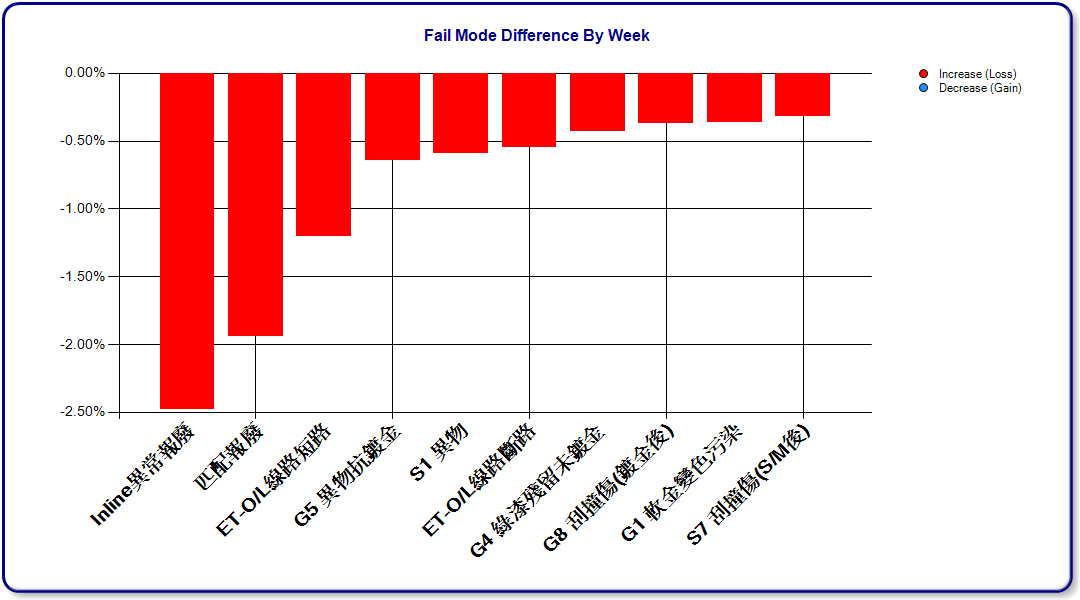 Fail Mode Difference By Week
Increase (Loss)
Decrease (Gain)
0.00%
-0.50%
-1.00%
-1.50%
-2.00%
-2.50%
Inline異常報廢
匹配報廢
ET-O/L線路短路
G5 異物抗鍍金
S1 異物
ET-O/L線路斷路
G4 綠漆殘留未鍍金
G8 刮撞傷(鍍金後)
G1 軟金變色污染
S7 刮撞傷(S/M後)